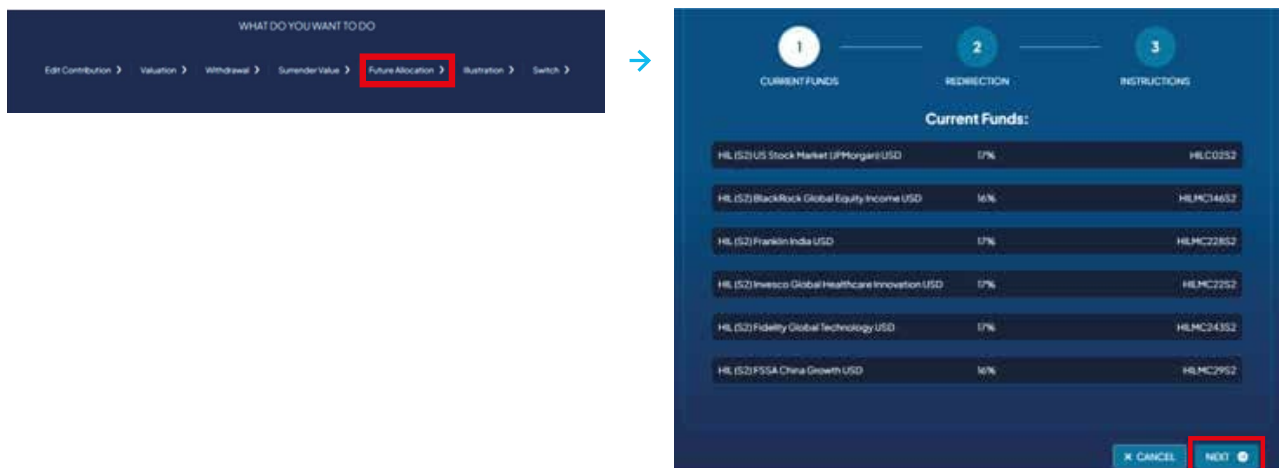 WHAT DO YOU WANT TO DO
Edit Contribution > Valuation > Withdrawal > Surrender Value > Future Allocation > Illustration > Switch >
1 2 3
CURRENT FUNDS REDIRECTION INSTRUCTIONS
Current Funds:
HIL (S2) US Stock Market (JPMorgan) USD 17% HILC02S2
HIL (S2) BlackRock Global Equity Income USD 16% HILMC146S2
HIL (S2) Franklin India USD 17% HILMC228S2
HIL (S2) Invesco Global Healthcare Innovation USD 17% HILMC22S2
HIL (S2) Fidelity Global Technology USD 17% HILMC243S2
HIL (S2) FSSA China Growth USD 16% HILMC29S2
X CANCEL NEXT